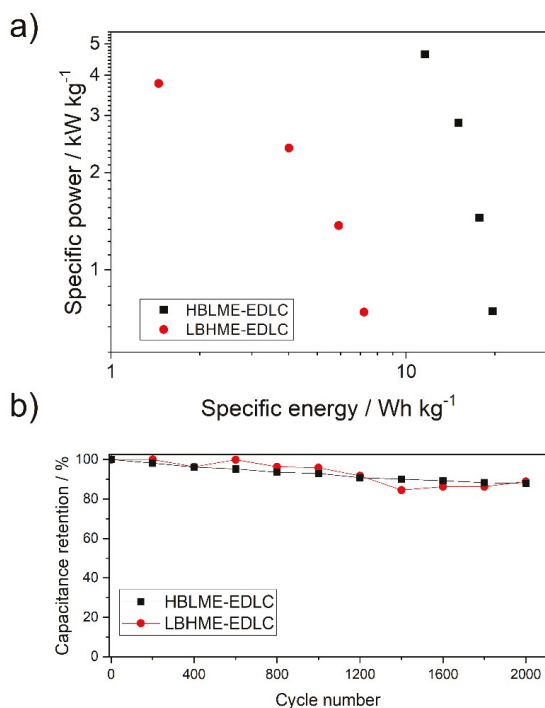 a)
Specific power / kW kg⁻¹
5
4
3
2
1
HBLME-EDLC
LBHME-EDLC
1
10
Specific energy / Wh kg⁻¹
b)
Capacitance retention / %
100
80
60
40
20
0
HBLME-EDLC
LBHME-EDLC
0
400
800
1200
1600
2000
Cycle number